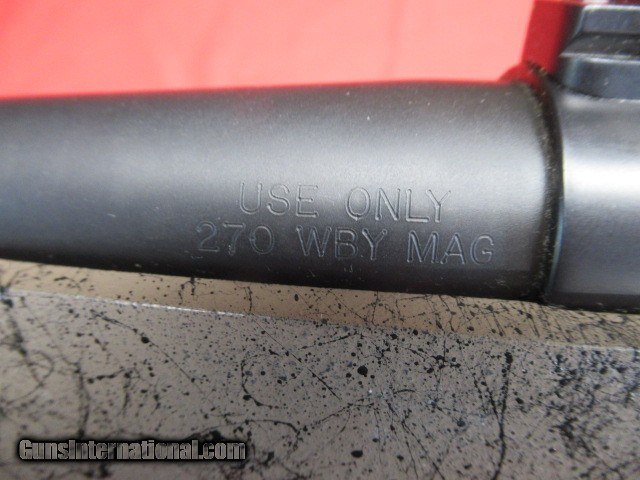 USE ONLY
270 WBY MAG
GunsInternational.com